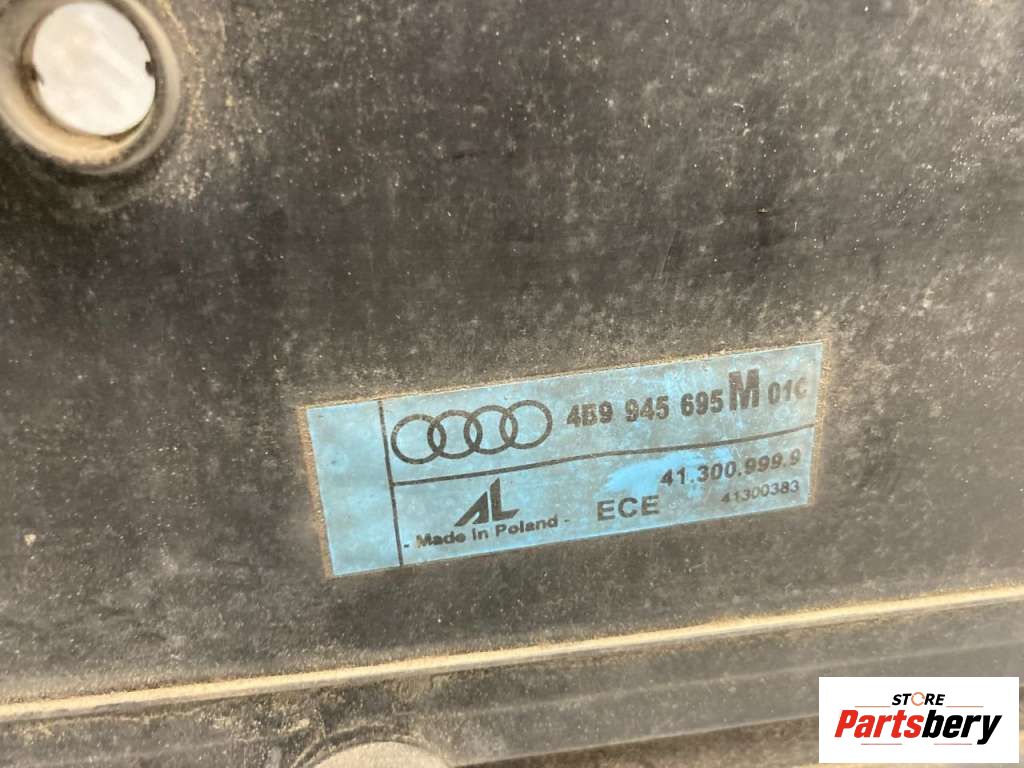 4B9 945 695 M 01C
41.300.999.9
AL
- Made in Poland -
ECE
41300383
STORE
Partsbery